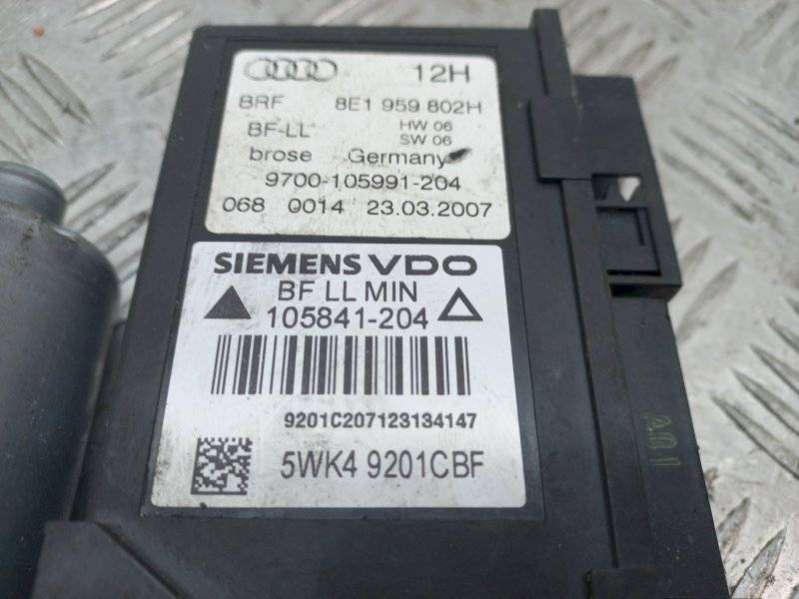 12H
BRF 8E1 959 802H
BF-LL HW 06
SW 06
brose Germany
9700-105991-204
068 0014 23.03.2007
SIEMENS VDO
BF LL MIN
105841-204
9201C207123134147
5WK4 9201CBF
A01